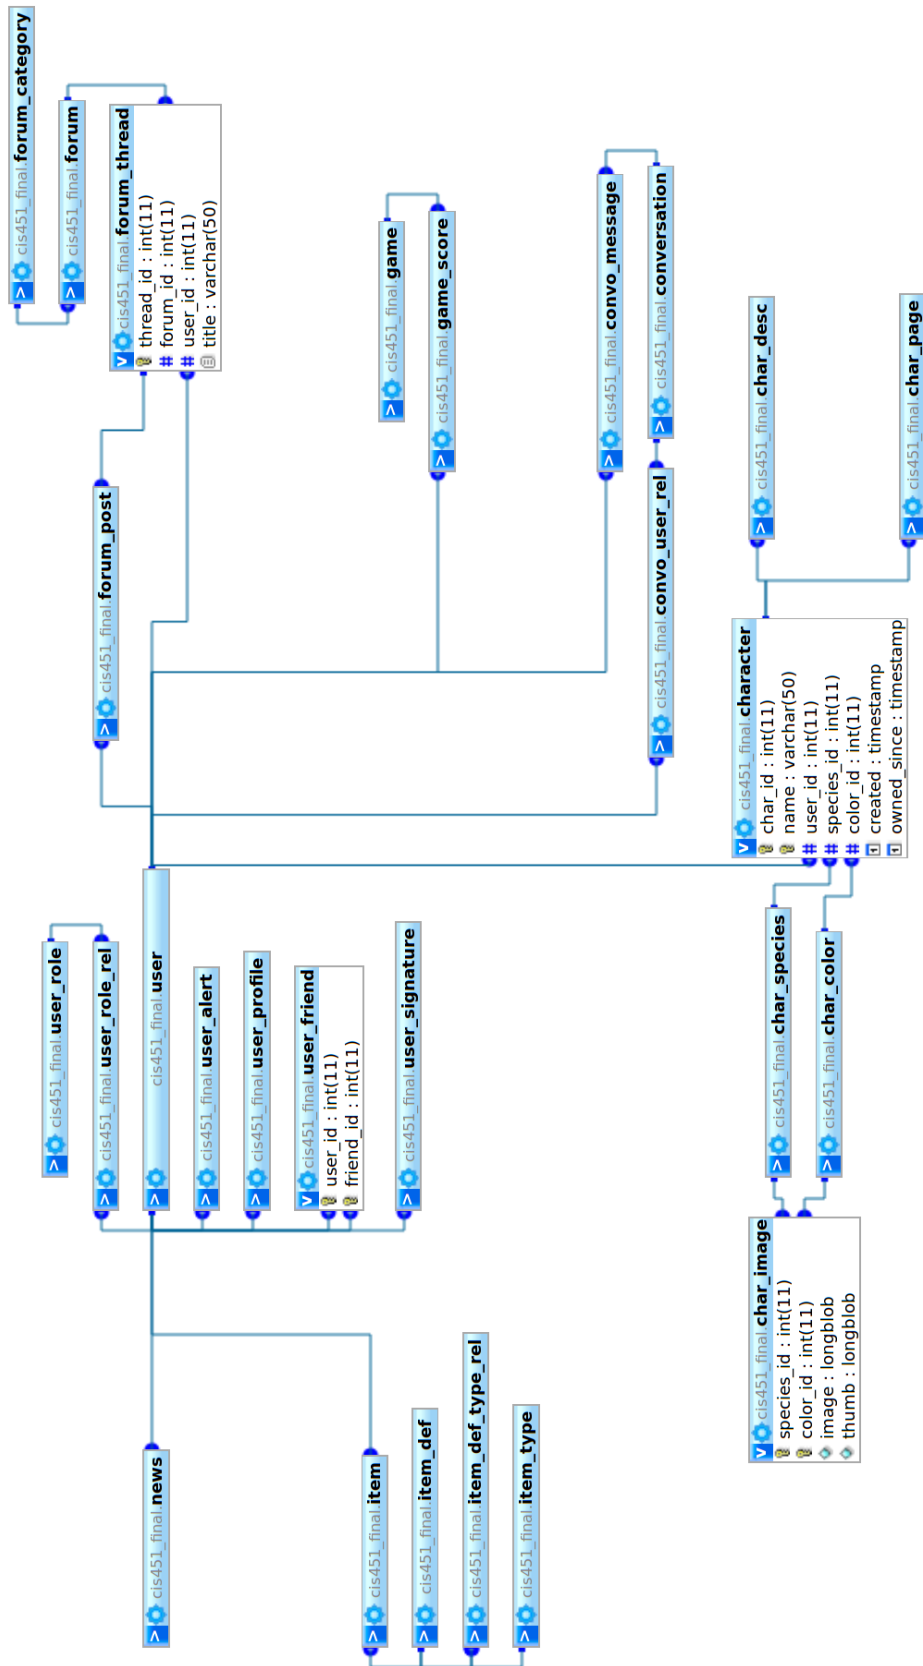 cis451_final.forum_category
cis451_final.forum
v cis451_final.forum_thread
thread_id : int(11)
# forum_id : int(11)
# user_id : int(11)
title : varchar(50)
> cis451_final.forum_post
> cis451_final.game
> cis451_final.game_score
> cis451_final.convo_message
> cis451_final.conversation
> cis451_final.convo_user_rel
> cis451_final.char_desc
> cis451_final.char_page
v cis451_final.character
char_id : int(11)
name : varchar(50)
# user_id : int(11)
# species_id : int(11)
# color_id : int(11)
created : timestamp
owned_since : timestamp
> cis451_final.user_role
> cis451_final.user_role_rel
> cis451_final.user
> cis451_final.user_alert
> cis451_final.user_profile
v cis451_final.user_friend
user_id : int(11)
friend_id : int(11)
> cis451_final.user_signature
> cis451_final.char_species
> cis451_final.char_color
v cis451_final.char_image
species_id : int(11)
color_id : int(11)
image : longblob
thumb : longblob
> cis451_final.news
> cis451_final.item
> cis451_final.item_def
> cis451_final.item_def_type_rel
> cis451_final.item_type